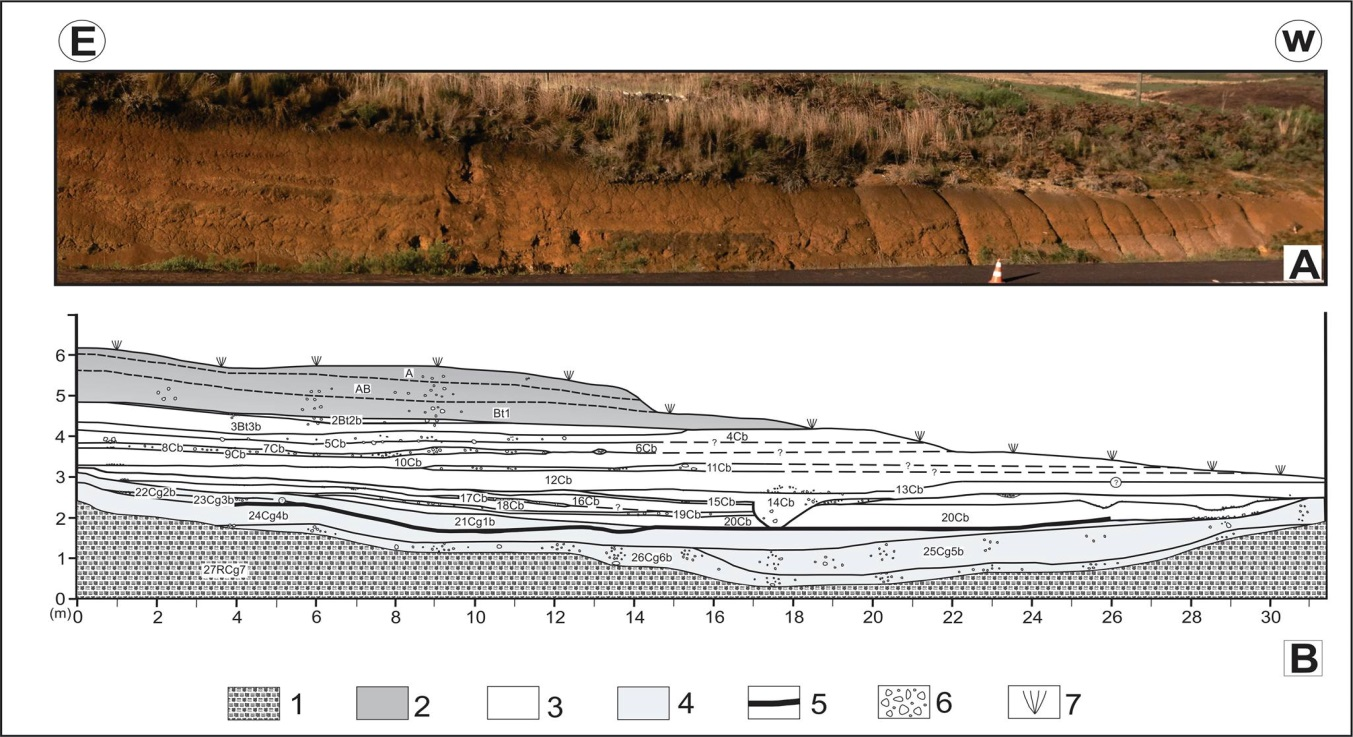 E W
A
6
A
5
AB
Bt1
2Bt2b
3Bt3b
4
4Cb
5Cb
6Cb
?
8Cb
7Cb
9Cb
?
10Cb
11Cb
?
3
?
12Cb
?
13Cb
22Cg2b
17Cb
16Cb
15Cb
14Cb
23Cg3b
18Cb
?
19Cb
2
24Cg4b
21Cg1b
20Cb
20Cb
1
26Cg6b
25Cg5b
27RCg7
0
(m) 0 2 4 6 8 10 12 14 16 18 20 22 24 26 28 30
B
1 2 3 4 5 6 7